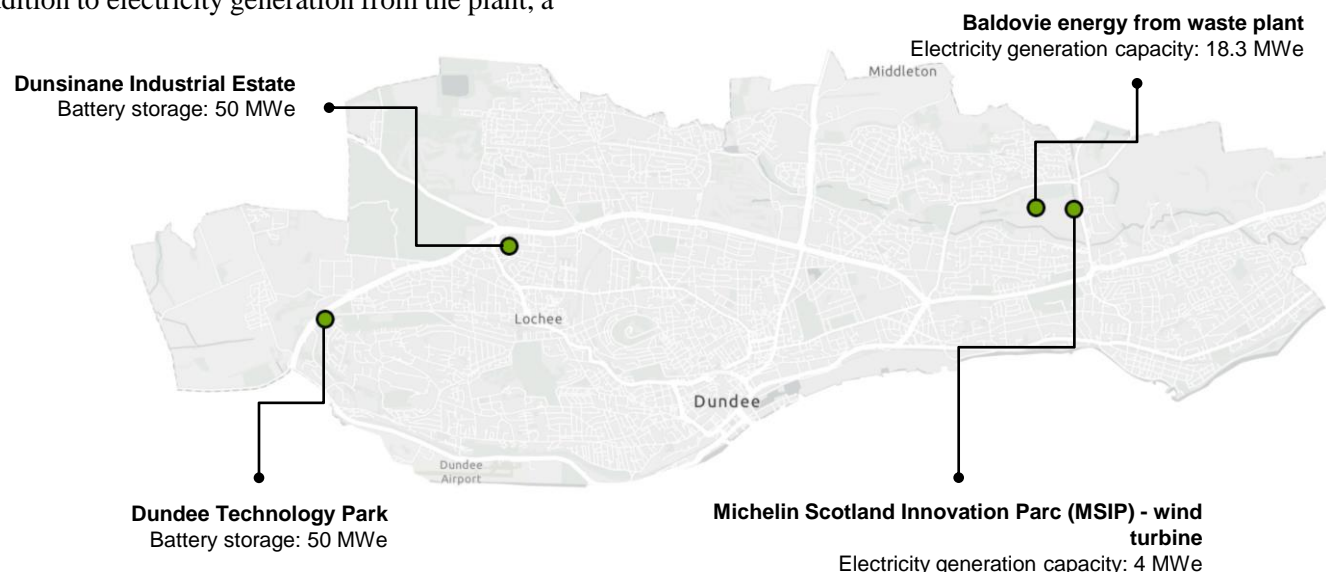 dition to electricity generation from the plant, a
Baldovie energy from waste plant
Electricity generation capacity: 18.3 MWe
Dunsinane Industrial Estate
Battery storage: 50 MWe
Middleton
Lochee
Dundee
Dundee
Airport
Dundee Technology Park
Battery storage: 50 MWe
Michelin Scotland Innovation Parc (MSIP) - wind
turbine
Electricity generation capacity: 4 MWe